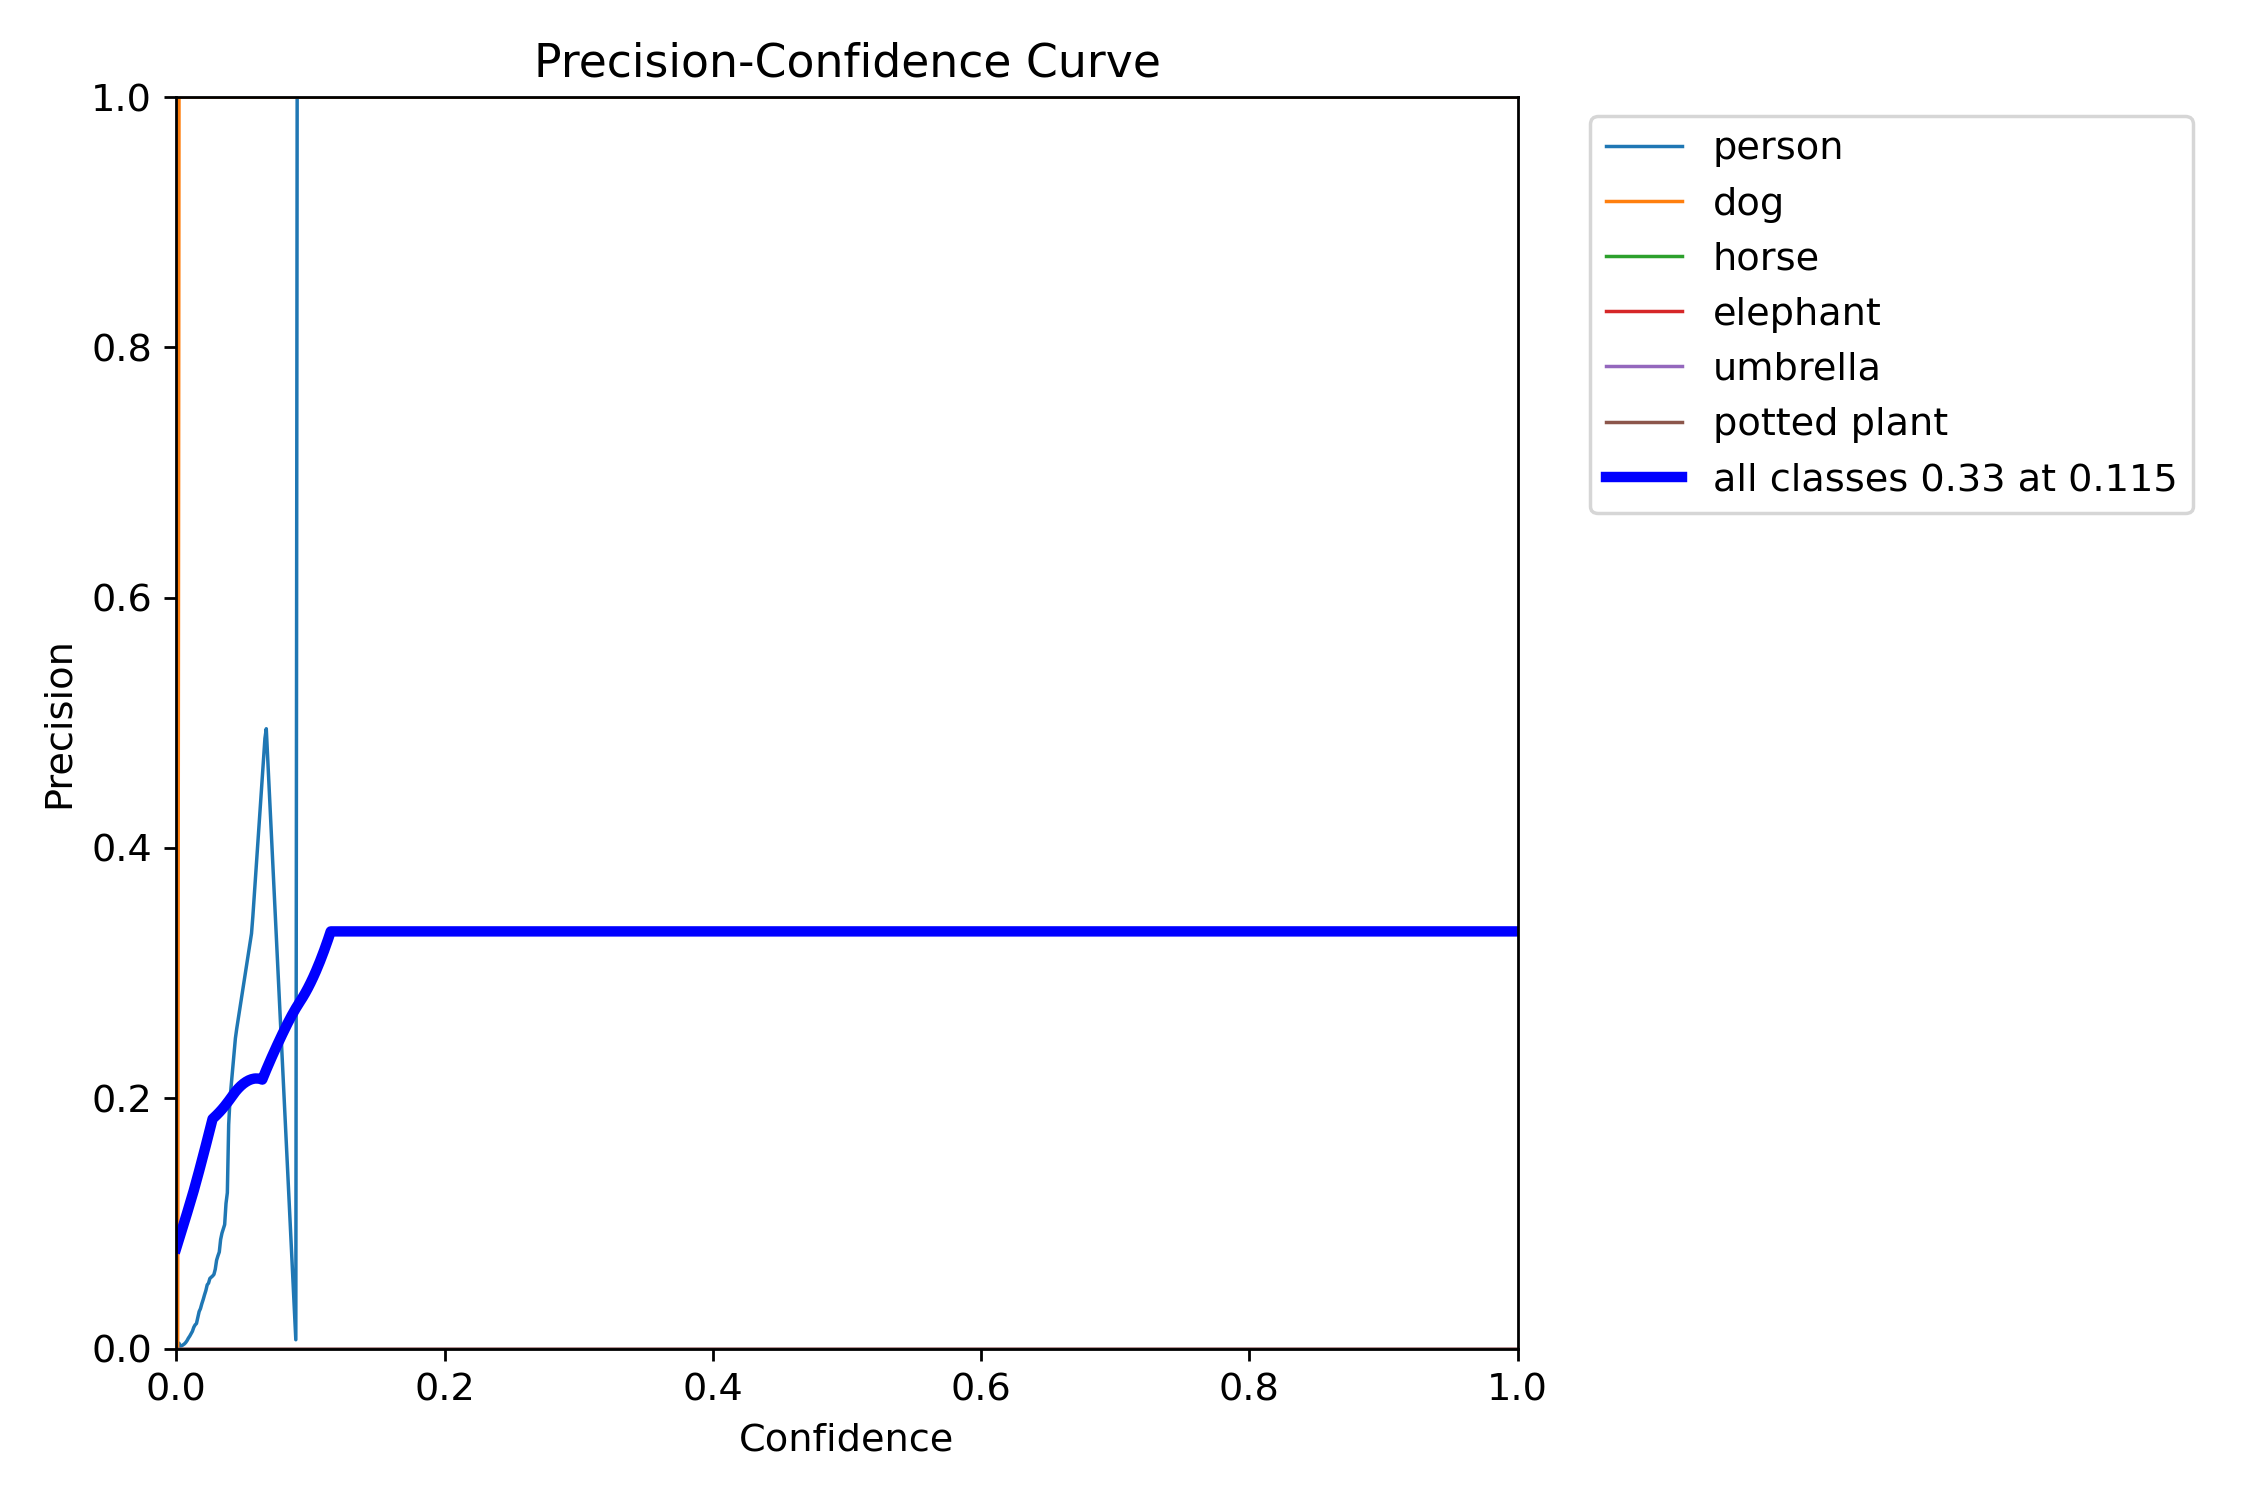 Precision-Confidence Curve
1.0
0.8
0.6
0.4
0.2
0.0
Precision
0.0 0.2 0.4 0.6 0.8 1.0
Confidence
person
dog
horse
elephant
umbrella
potted plant
all classes 0.33 at 0.115